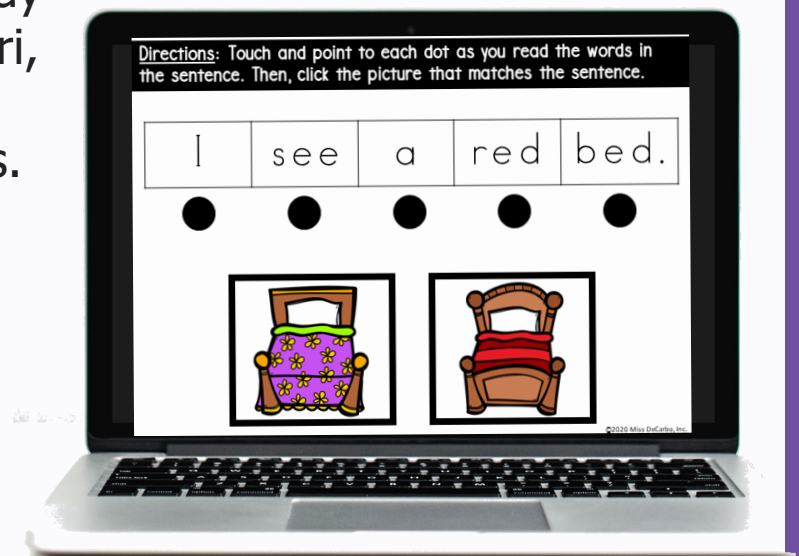 ri,
s.
Directions: Touch and point to each dot as you read the words in
the sentence. Then, click the picture that matches the sentence.
I see a red bed.
©2020 Miss DeCarbo, Inc.